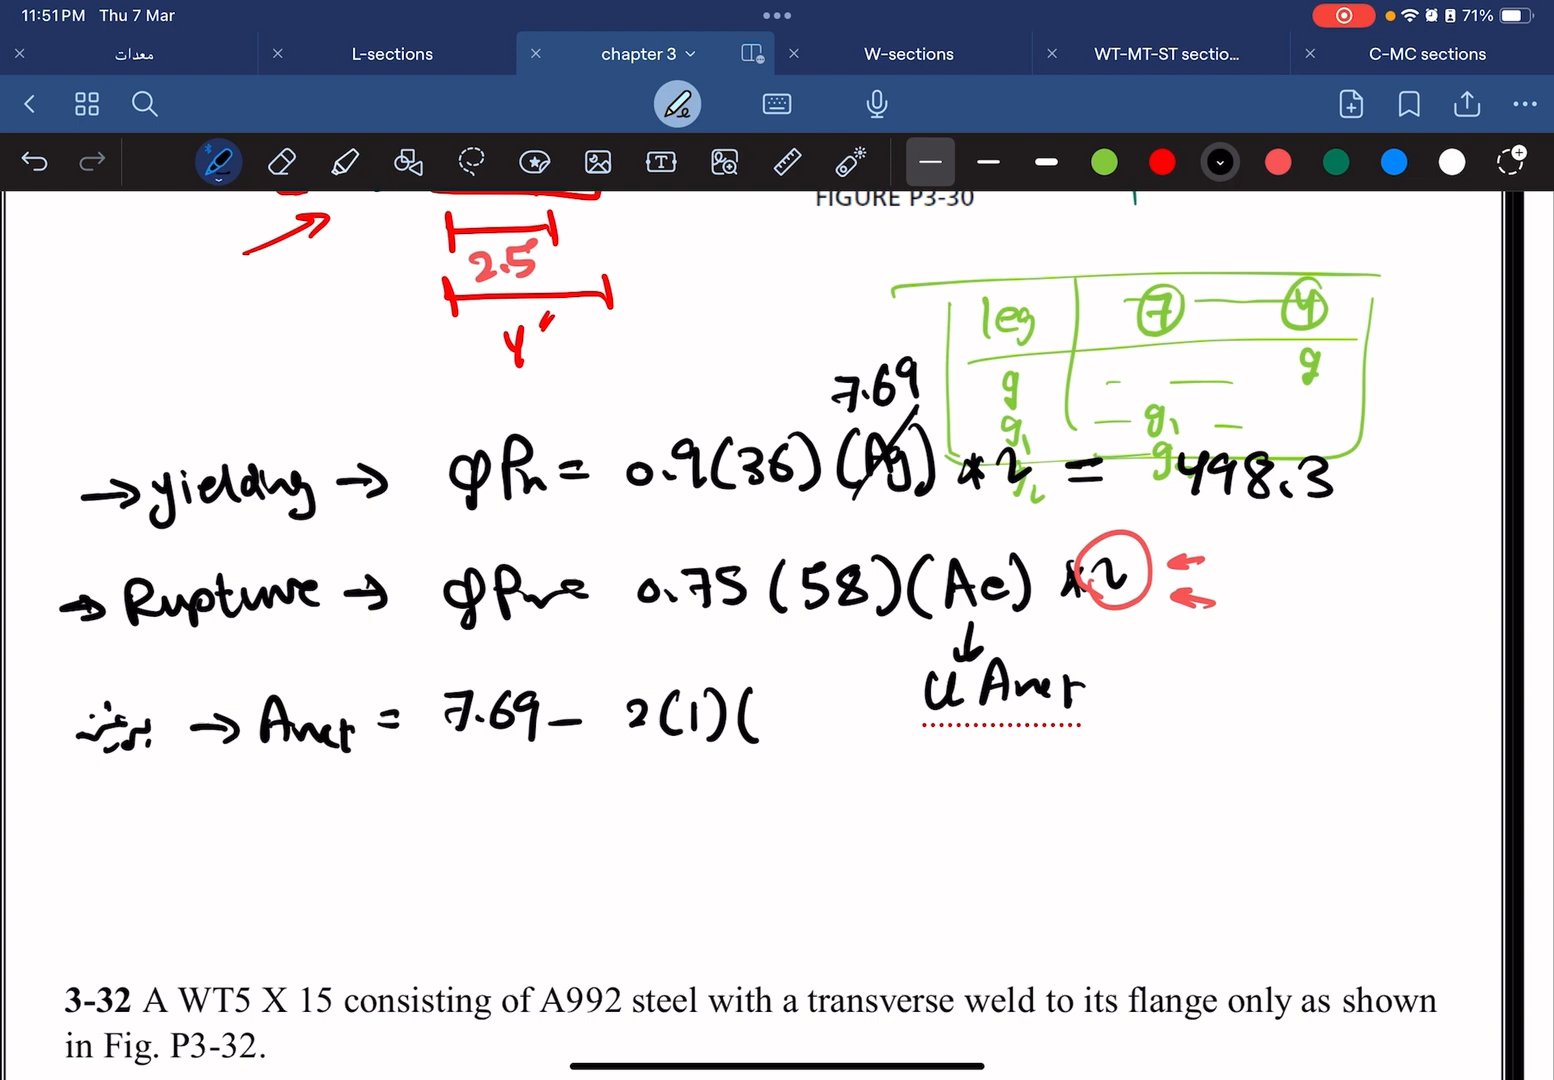 11:51 PM Thu 7 Mar
71%
معدات
L-sections
chapter 3
W-sections
WT-MT-ST sectio...
C-MC sections
FIGURE P3-30
2.5
4"
leg 7 4
g g
g₁ g₁
g₂
7.69
→ yielding → φPn = 0.9(36)(Ag) * 2 = 498.3
→ Rupture → φPn = 0.75(58)(Ae) * 2
↓
U Anet
→ Anet = 7.69 - 2(1)(
3-32 A WT5 X 15 consisting of A992 steel with a transverse weld to its flange only as shown
in Fig. P3-32.